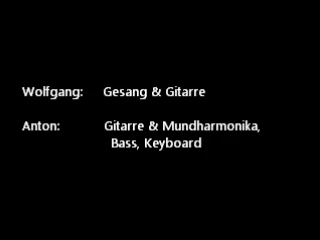 Wolfgang: Gesang & Gitarre
Anton: Gitarre & Mundharmonika,
Bass, Keyboard